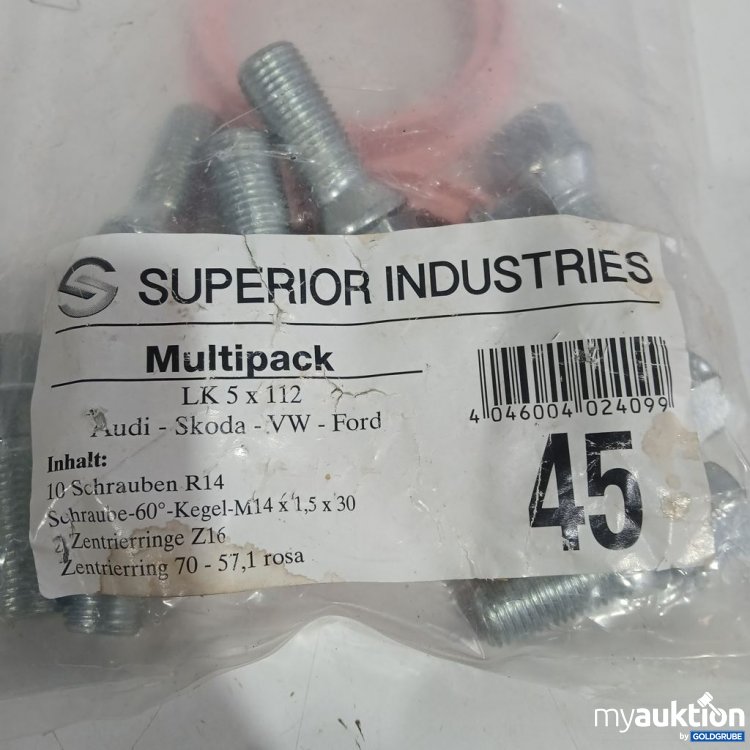 SUPERIOR INDUSTRIES
Multipack
LK 5 x 112
Audi - Skoda - VW - Ford
4 046004 024099
45
Inhalt:
10 Schrauben R14
Schraube-60°-Kegel-M14 x 1,5 x 30
2 Zentrierringe Z16
Zentrierring 70 - 57,1 rosa
myauktion
by GOLDGRUBE